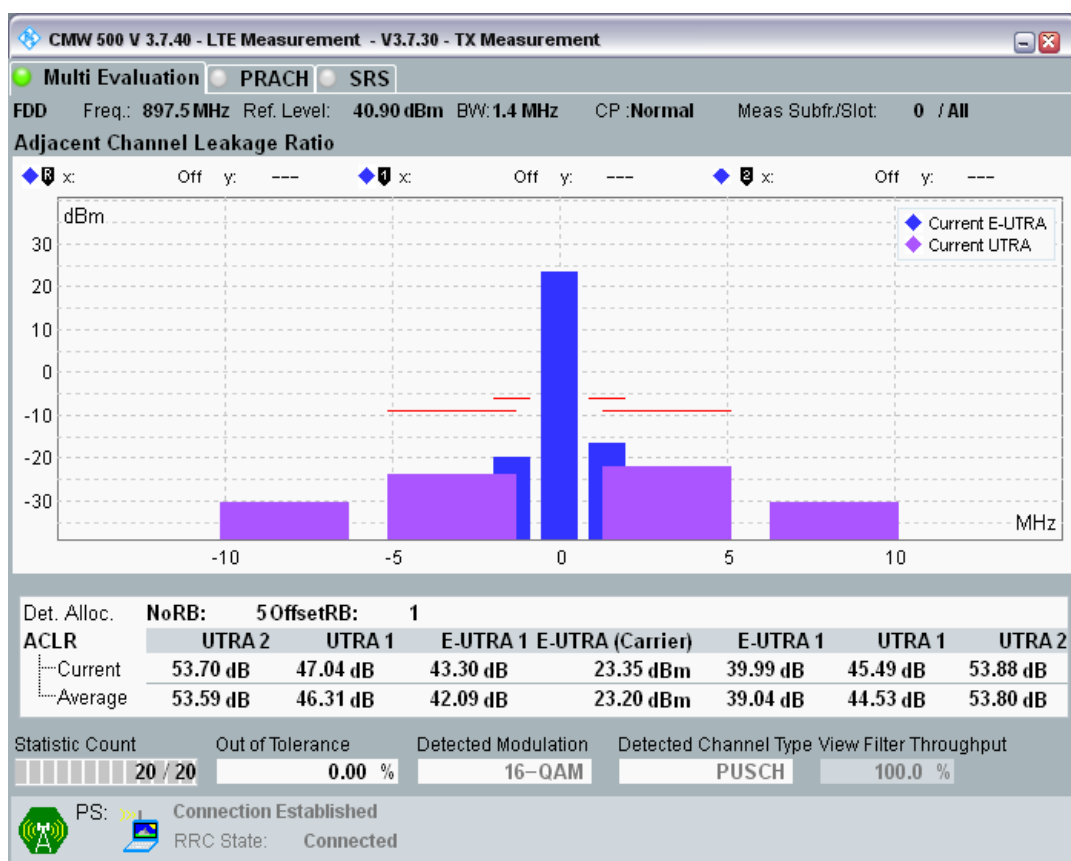 CMW 500 V 3.7.40 - LTE Measurement - V3.7.30 - TX Measurement
Multi Evaluation PRACH SRS
FDD Freq.: 897.5 MHz Ref. Level: 40.90 dBm BW: 1.4 MHz CP :Normal Meas Subfr./Slot: 0 / All
Adjacent Channel Leakage Ratio
R x: Off y: --- 1 x: Off y: --- 2 x: Off y: ---
dBm
Current E-UTRA
Current UTRA
30
20
10
0
-10
-20
-30
MHz
-10 -5 0 5 10
Det. Alloc. NoRB: 5 OffsetRB: 1
ACLR UTRA 2 UTRA 1 E-UTRA 1 E-UTRA (Carrier) E-UTRA 1 UTRA 1 UTRA 2
Current 53.70 dB 47.04 dB 43.30 dB 23.35 dBm 39.99 dB 45.49 dB 53.88 dB
Average 53.59 dB 46.31 dB 42.09 dB 23.20 dBm 39.04 dB 44.53 dB 53.80 dB
Statistic Count Out of Tolerance Detected Modulation Detected Channel Type View Filter Throughput
20 / 20 0.00 % 16-QAM PUSCH 100.0 %
PS: Connection Established
RRC State: Connected